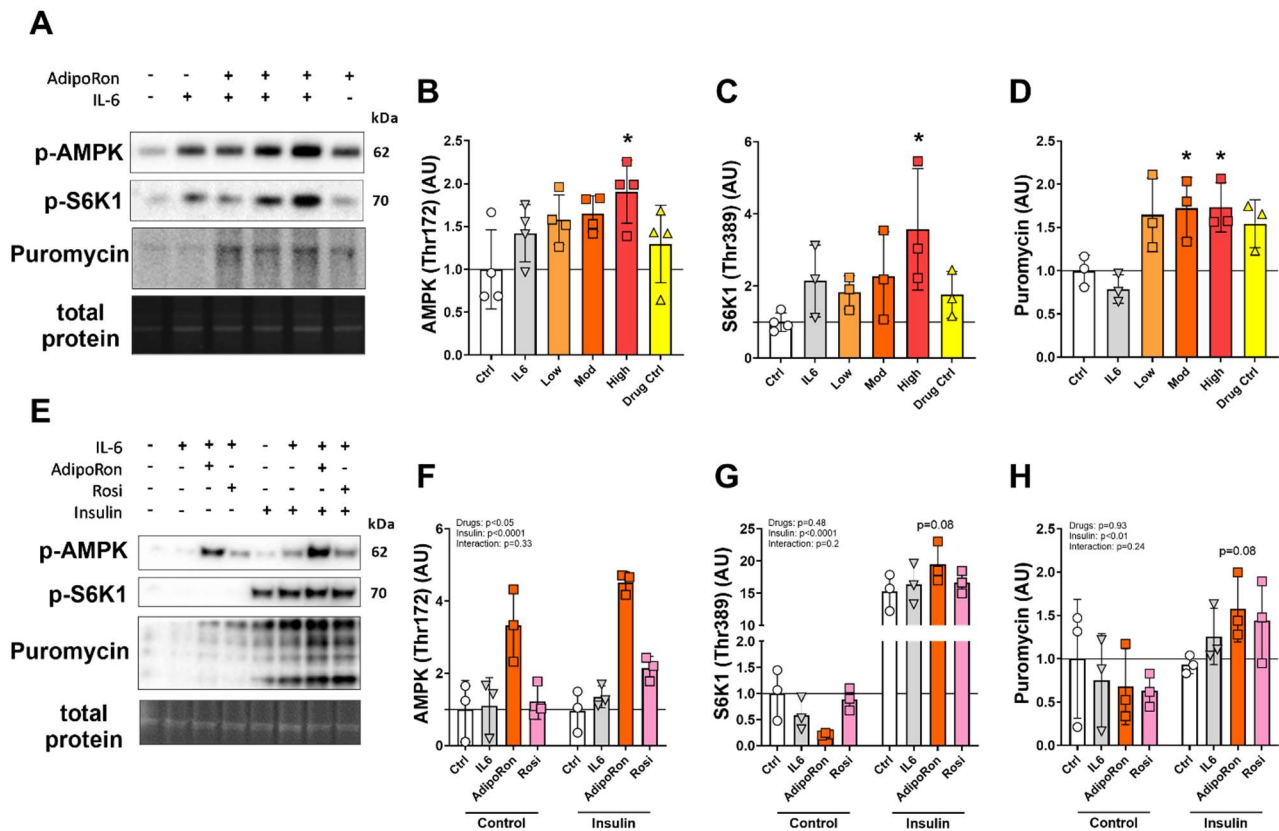 A
AdipoRon - - + + + +
IL-6 - + + + + -
kDa
p-AMPK 62
p-S6K1 70
Puromycin
total
protein
B
AMPK (Thr172) (AU)
2.5
2.0
1.5
1.0
0.5
0.0
*
Ctrl IL6 Low Mod High Drug Ctrl
C
S6K1 (Thr389) (AU)
6
4
2
0
*
Ctrl IL6 Low Mod High Drug Ctrl
D
Puromycin (AU)
2.5
2.0
1.5
1.0
0.5
0.0
* *
Ctrl IL6 Low Mod High Drug Ctrl
E
IL-6 - + + + - + + +
AdipoRon - - + - - - + -
Rosi - - - + - - - +
Insulin - - - - + + + +
kDa
p-AMPK 62
p-S6K1 70
Puromycin
total
protein
F
Drugs: p<0.05
Insulin: p<0.0001
Interaction: p=0.33
AMPK (Thr172) (AU)
6
4
2
0
Ctrl IL6 AdipoRon Rosi Ctrl IL6 AdipoRon Rosi
Control Insulin
G
Drugs: p=0.48
Insulin: p<0.0001
Interaction: p=0.2
p=0.08
S6K1 (Thr389) (AU)
25
20
15
10
2.0
1.5
1.0
0.5
0.0
Ctrl IL6 AdipoRon Rosi Ctrl IL6 AdipoRon Rosi
Control Insulin
H
Drugs: p=0.93
Insulin: p<0.01
Interaction: p=0.24
p=0.08
Puromycin (AU)
2.5
2.0
1.5
1.0
0.5
0.0
Ctrl IL6 AdipoRon Rosi Ctrl IL6 AdipoRon Rosi
Control Insulin